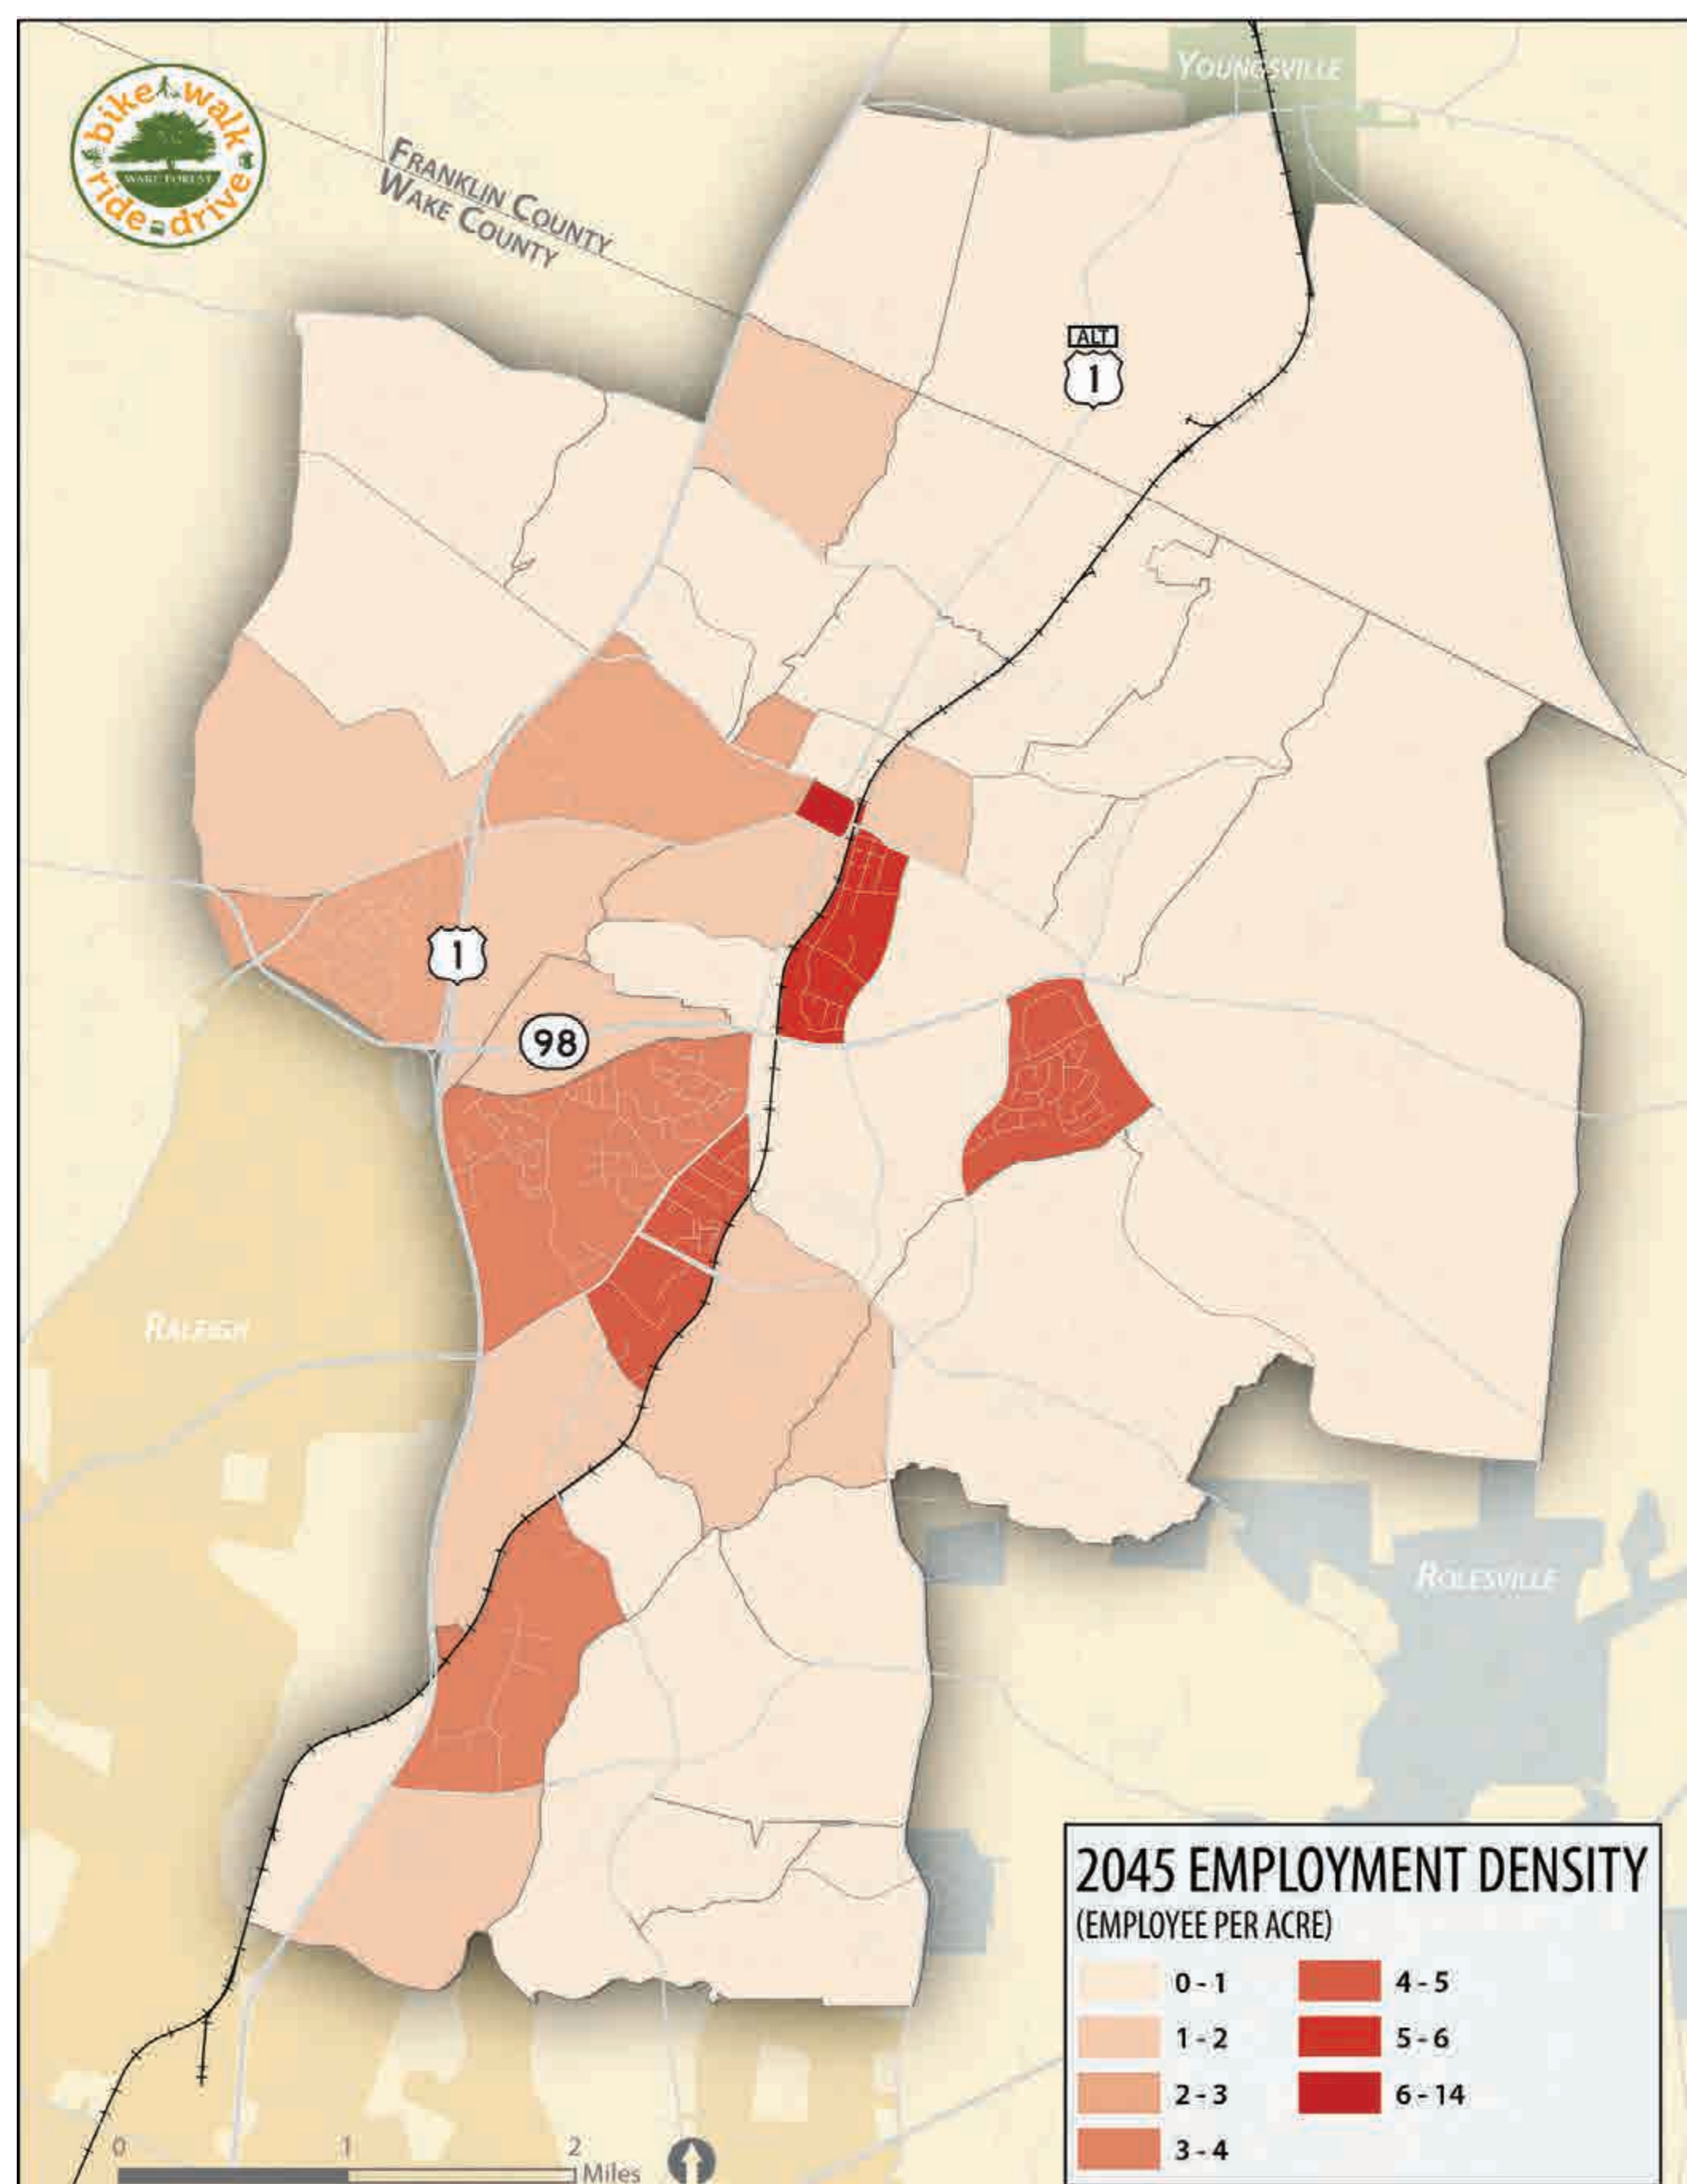 YOUNGSVILLE
bike walk
WAKE FOREST
ride drive
FRANKLIN COUNTY
WAKE COUNTY
ALT
1
1
98
RALEIGH
ROLESVILLE
2045 EMPLOYMENT DENSITY
(EMPLOYEE PER ACRE)
0 - 1
1 - 2
2 - 3
3 - 4
4 - 5
5 - 6
6 - 14
0 1 2
Miles